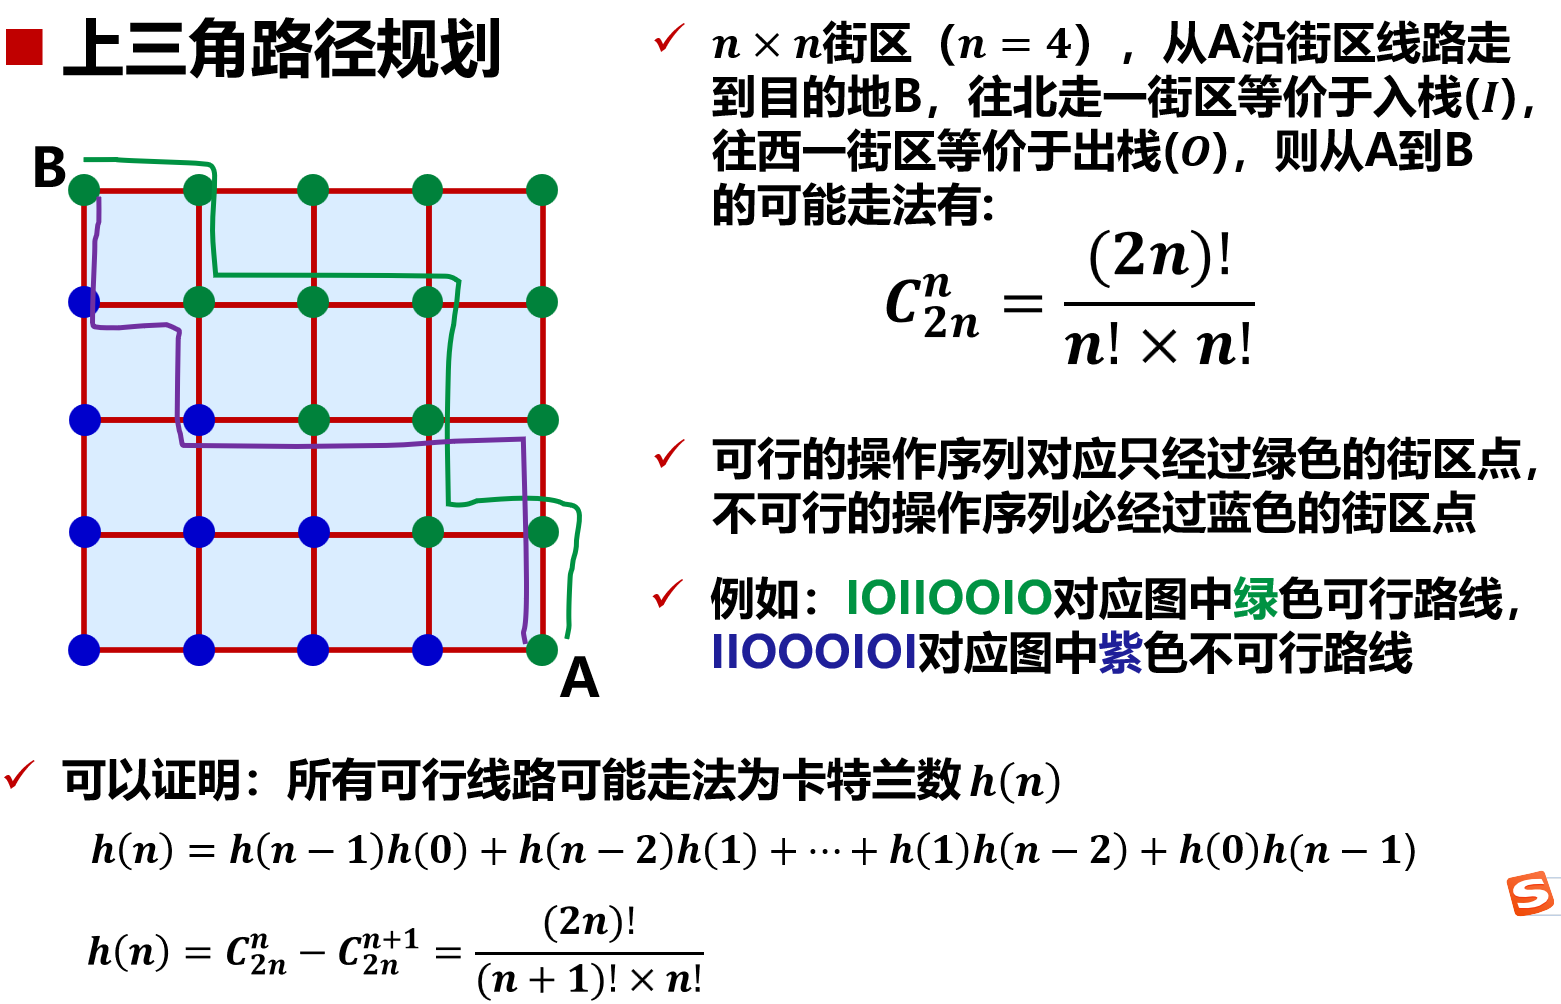 上三角路径规划
B
A
n × n街区（n = 4），从A沿街区线路走
到目的地B，往北走一街区等价于入栈(I)，
往西一街区等价于出栈(O)，则从A到B
的可能走法有:
C_{2n}^{n} = \frac{(2n)!}{n! × n!}
可行的操作序列对应只经过绿色的街区点，
不可行的操作序列必经过蓝色的街区点
例如：IOIIOOIO对应图中绿色可行路线，
IIOOOIOI对应图中紫色不可行路线
可以证明：所有可行线路可能走法为卡特兰数 h(n)
h(n) = h(n − 1)h(0) + h(n − 2)h(1) + ⋯ + h(1)h(n − 2) + h(0)h(n − 1)
h(n) = C_{2n}^{n} − C_{2n}^{n+1} = \frac{(2n)!}{(n + 1)! × n!}
S